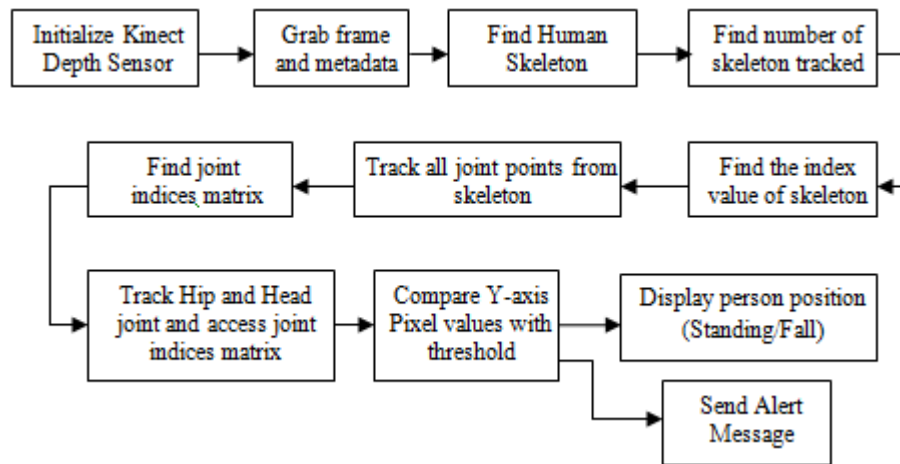 Initialize Kinect
Depth Sensor
Grab frame
and metadata
Find Human
Skeleton
Find number of
skeleton tracked
Find the index
value of skeleton
Track all joint points from
skeleton
Find joint
indices matrix
Track Hip and Head
joint and access joint
indices matrix
Compare Y-axis
Pixel values with
threshold
Display person position
(Standing/Fall)
Send Alert
Message